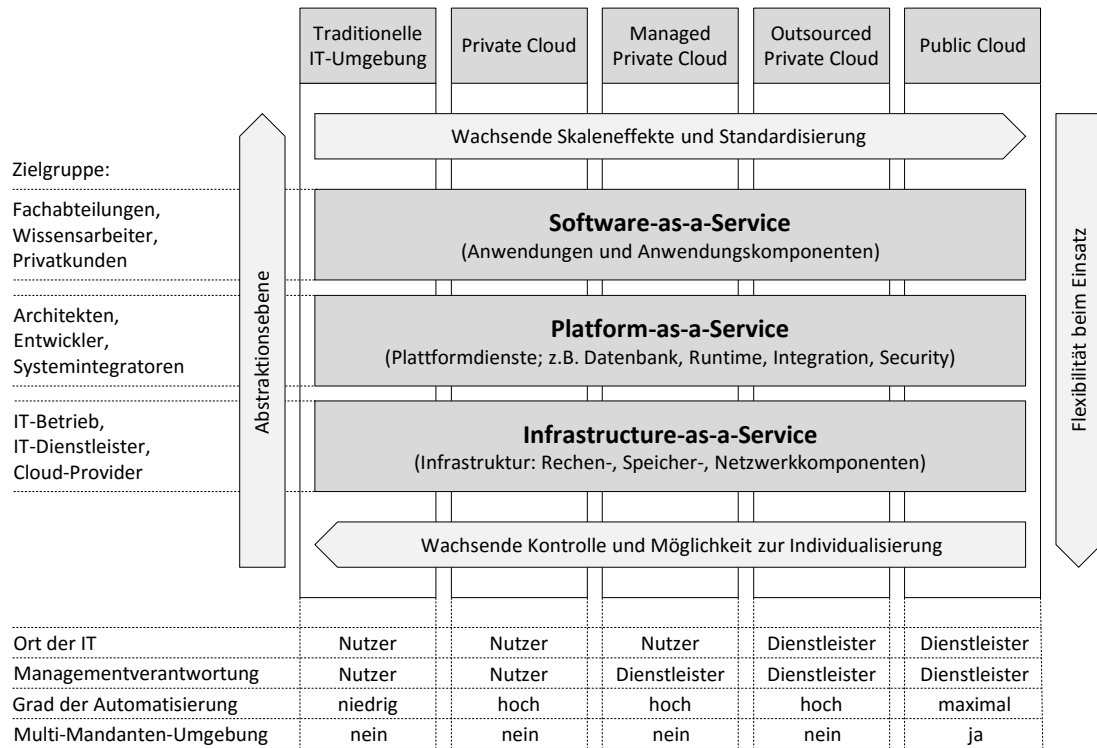 Traditionelle
IT-Umgebung
Private Cloud
Managed
Private Cloud
Outsourced
Private Cloud
Public Cloud
Wachsende Skaleneffekte und Standardisierung
Zielgruppe:
Fachabteilungen,
Wissensarbeiter,
Privatkunden
Software-as-a-Service
(Anwendungen und Anwendungskomponenten)
Architekten,
Entwickler,
Systemintegratoren
Platform-as-a-Service
(Plattformdienste; z.B. Datenbank, Runtime, Integration, Security)
IT-Betrieb,
IT-Dienstleister,
Cloud-Provider
Infrastructure-as-a-Service
(Infrastruktur: Rechen-, Speicher-, Netzwerkkomponenten)
Abstraktionsebene
Flexibilität beim Einsatz
Wachsende Kontrolle und Möglichkeit zur Individualisierung
Ort der IT Nutzer Nutzer Nutzer Dienstleister Dienstleister
Managementverantwortung Nutzer Nutzer Dienstleister Dienstleister Dienstleister
Grad der Automatisierung niedrig hoch hoch hoch maximal
Multi-Mandanten-Umgebung nein nein nein nein ja